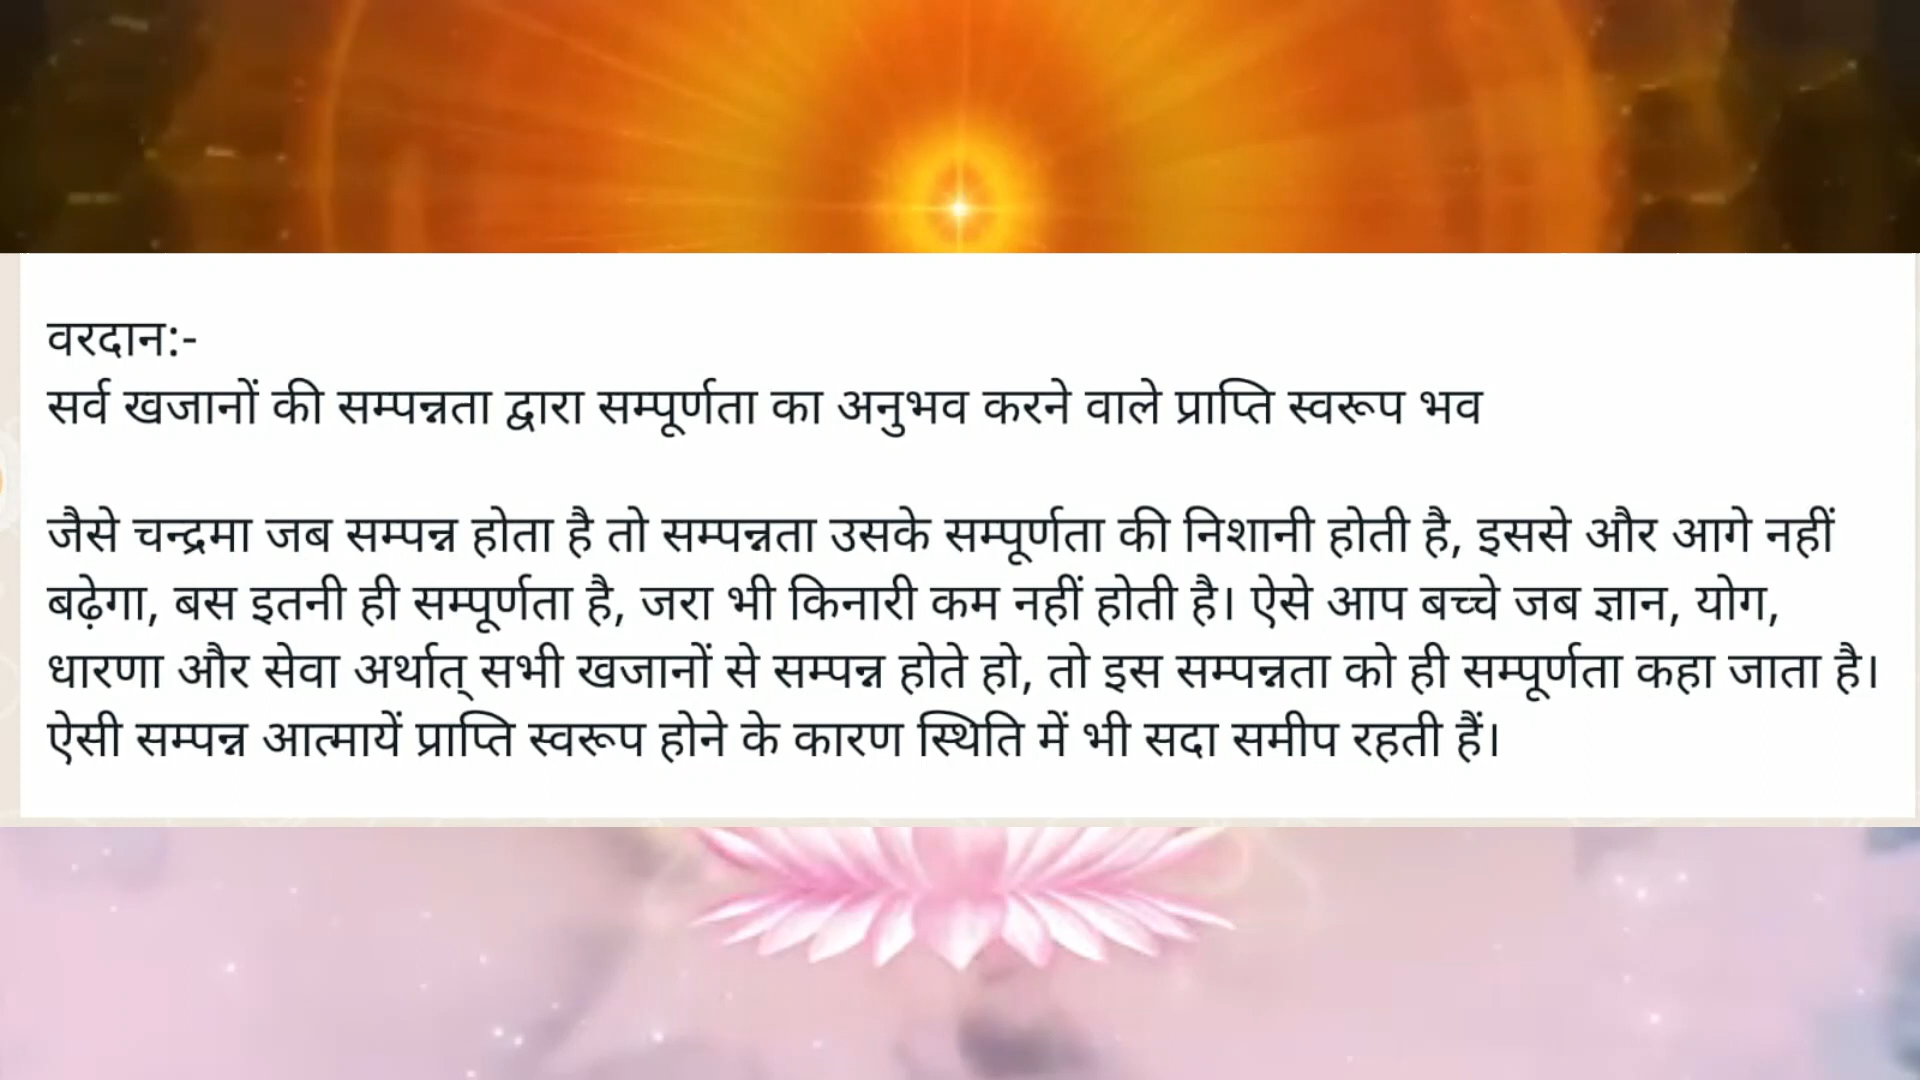 वरदान:-
सर्व खजानों की सम्पन्नता द्वारा सम्पूर्णता का अनुभव करने वाले प्राप्ति स्वरूप भव
जैसे चन्द्रमा जब सम्पन्न होता है तो सम्पन्नता उसके सम्पूर्णता की निशानी होती है, इससे और आगे नहीं
बढ़ेगा, बस इतनी ही सम्पूर्णता है, जरा भी किनारी कम नहीं होती है। ऐसे आप बच्चे जब ज्ञान, योग,
धारणा और सेवा अर्थात् सभी खजानों से सम्पन्न होते हो, तो इस सम्पन्नता को ही सम्पूर्णता कहा जाता है।
ऐसी सम्पन्न आत्मायें प्राप्ति स्वरूप होने के कारण स्थिति में भी सदा समीप रहती हैं।